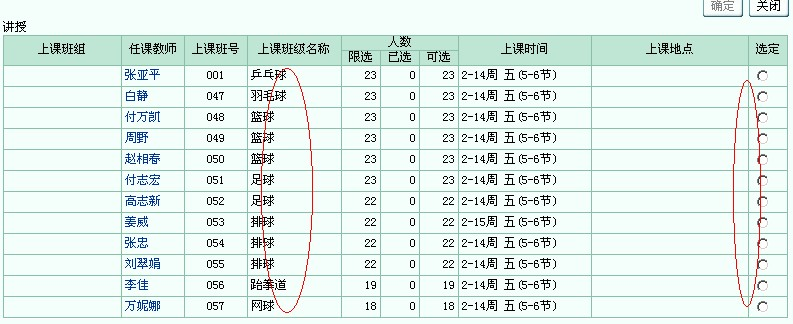 确定 关闭
讲授
上课班组 任课教师 上课班号 上课班级名称 人数 上课时间 上课地点 选定
限选 已选 可选
张亚平 001 乒乓球 23 0 23 2-14周 五(5-6节)
白静 047 羽毛球 23 0 23 2-14周 五(5-6节)
付万凯 048 篮球 23 0 23 2-14周 五(5-6节)
周野 049 篮球 23 0 23 2-14周 五(5-6节)
赵相春 050 篮球 23 0 23 2-14周 五(5-6节)
付志宏 051 足球 23 0 23 2-14周 五(5-6节)
高志新 052 足球 22 0 22 2-14周 五(5-6节)
姜威 053 排球 22 0 22 2-15周 五(5-6节)
张忠 054 排球 22 0 22 2-14周 五(5-6节)
刘翠娟 055 排球 22 0 22 2-14周 五(5-6节)
李佳 056 跆拳道 19 0 19 2-14周 五(5-6节)
万妮娜 057 网球 18 0 18 2-14周 五(5-6节)